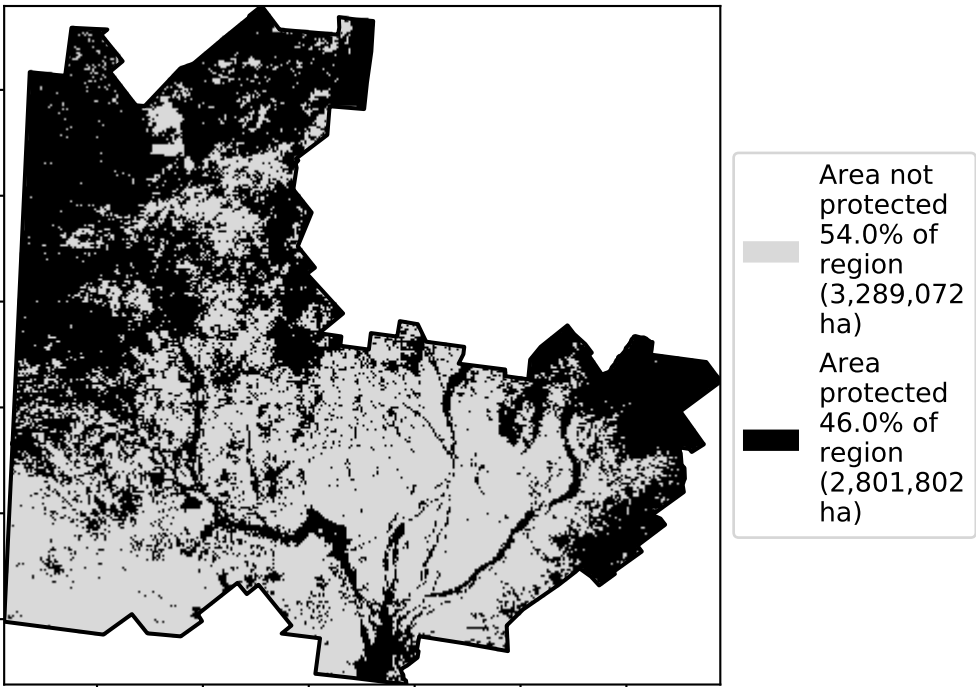 Area not
protected
54.0% of
region
(3,289,072
ha)
Area
protected
46.0% of
region
(2,801,802
ha)